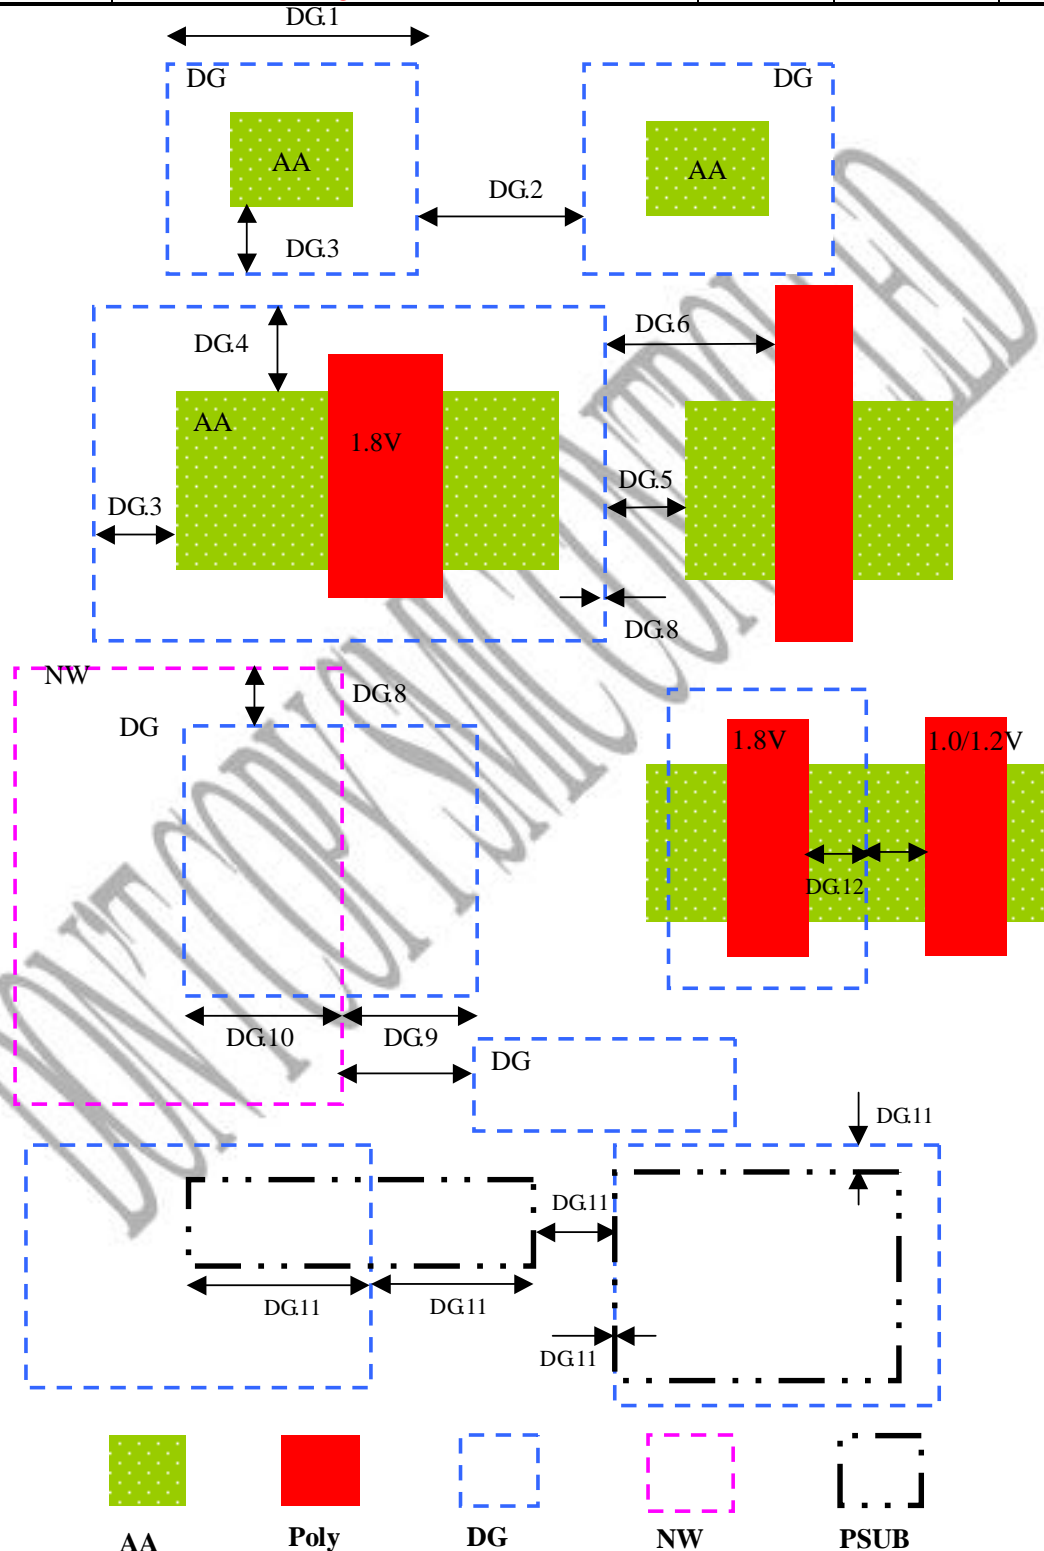 DG.1
DG
DG
AA
AA
DG.2
DG.3
DG.6
DG.4
AA
1.8V
DG.5
DG.3
DG.8
NW
DG.8
DG
1.8V
1.0/1.2V
DG.12
DG.10
DG.9
DG
DG.11
DG.11
DG.11
DG.11
DG.11
AA
Poly
DG
NW
PSUB